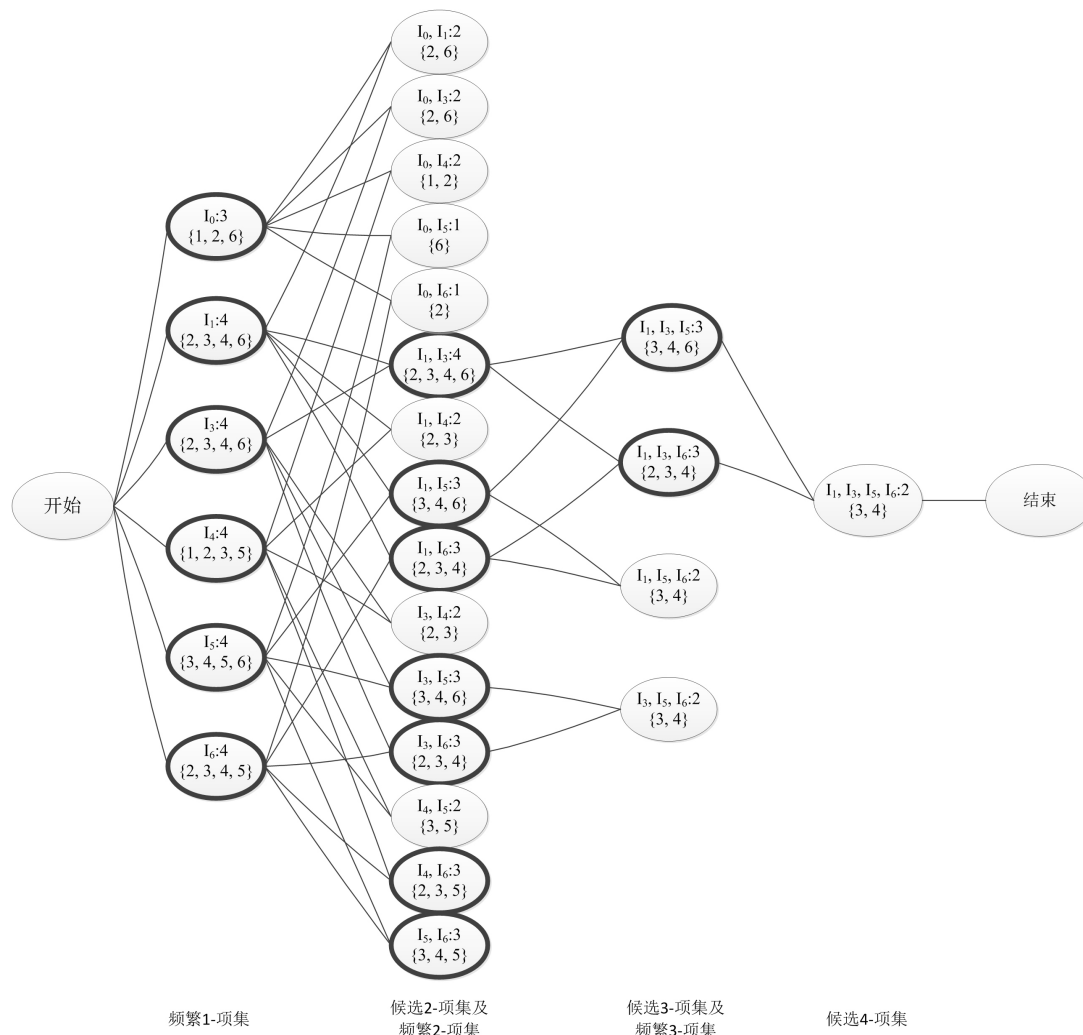 开始
I₀:3
{1, 2, 6}
I₁:4
{2, 3, 4, 6}
I₃:4
{2, 3, 4, 6}
I₄:4
{1, 2, 3, 5}
I₅:4
{3, 4, 5, 6}
I₆:4
{2, 3, 4, 5}
I₀, I₁:2
{2, 6}
I₀, I₃:2
{2, 6}
I₀, I₄:2
{1, 2}
I₀, I₅:1
{6}
I₀, I₆:1
{2}
I₁, I₃:4
{2, 3, 4, 6}
I₁, I₄:2
{2, 3}
I₁, I₅:3
{3, 4, 6}
I₁, I₆:3
{2, 3, 4}
I₃, I₄:2
{2, 3}
I₃, I₅:3
{3, 4, 6}
I₃, I₆:3
{2, 3, 4}
I₄, I₅:2
{3, 5}
I₄, I₆:3
{2, 3, 5}
I₅, I₆:3
{3, 4, 5}
I₁, I₃, I₅:3
{3, 4, 6}
I₁, I₃, I₆:3
{2, 3, 4}
I₁, I₅, I₆:2
{3, 4}
I₃, I₅, I₆:2
{3, 4}
I₁, I₃, I₅, I₆:2
{3, 4}
结束
频繁1-项集
候选2-项集及
频繁2-项集
候选3-项集及
频繁3-项集
候选4-项集